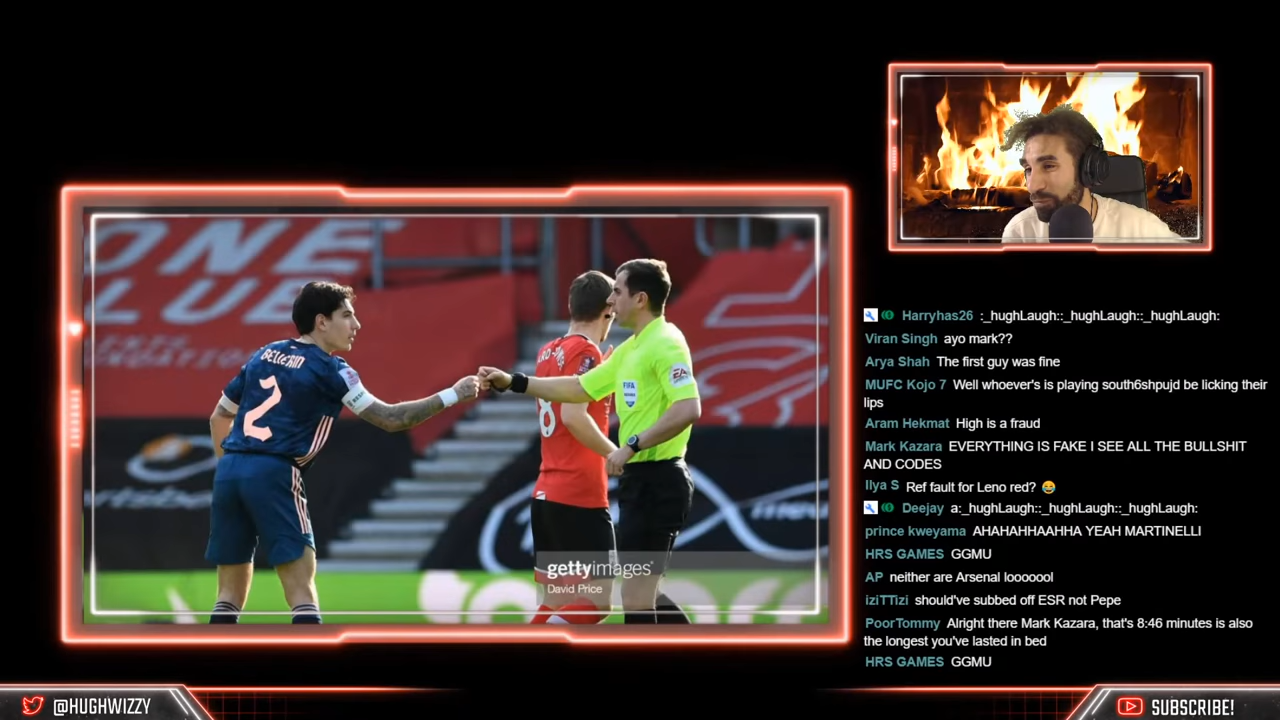 ONE
LUB
BELLERIN
2
FIFA
EA
8
gettyimages®
David Price
Harryhas26 :_hughLaugh::_hughLaugh::_hughLaugh:
Viran Singh ayo mark??
Arya Shah The first guy was fine
MUFC Kojo 7 Well whoever's is playing south6shpujd be licking their
lips
Aram Hekmat High is a fraud
Mark Kazara EVERYTHING IS FAKE I SEE ALL THE BULLSHIT
AND CODES
Ilya S Ref fault for Leno red? 😂
Deejay a:_hughLaugh::_hughLaugh::_hughLaugh:
prince kweyama AHAHAHHAAHHA YEAH MARTINELLI
HRS GAMES GGMU
AP neither are Arsenal looooool
iziTTizi should've subbed off ESR not Pepe
PoorTommy Alright there Mark Kazara, that's 8:46 minutes is also
the longest you've lasted in bed
HRS GAMES GGMU
@HUGHWIZZY
SUBSCRIBE!